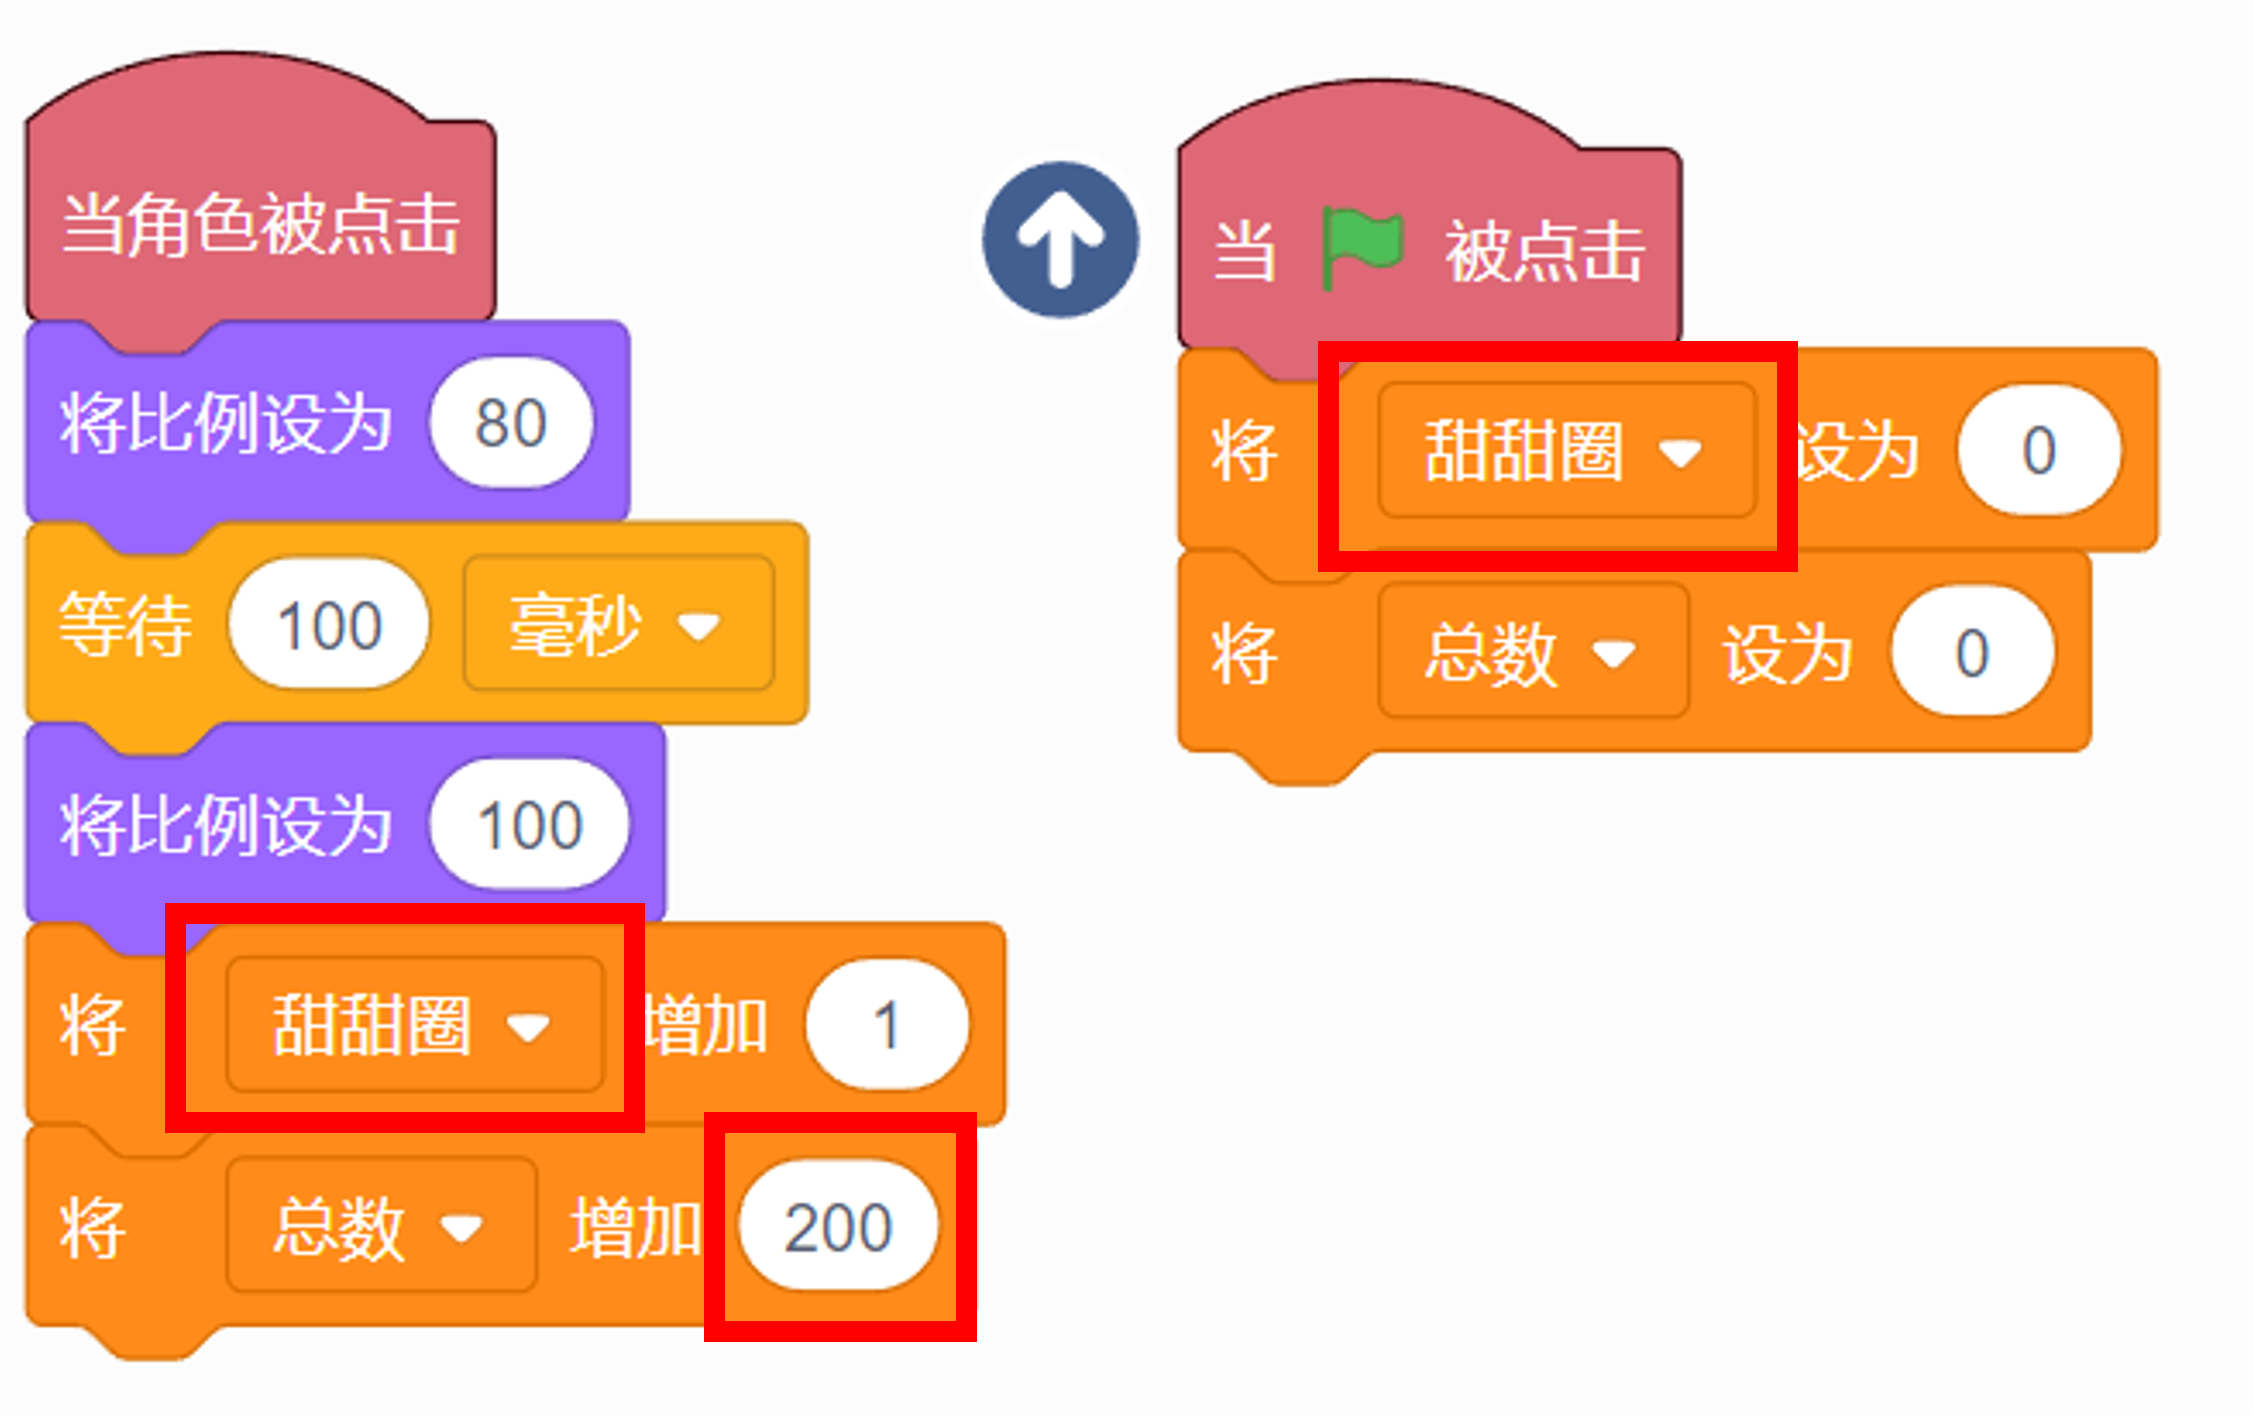 当角色被点击
将比例设为 80
等待 100 毫秒
将比例设为 100
将 甜甜圈 增加 1
将 总数 增加 200
当 被点击
将 甜甜圈 设为 0
将 总数 设为 0